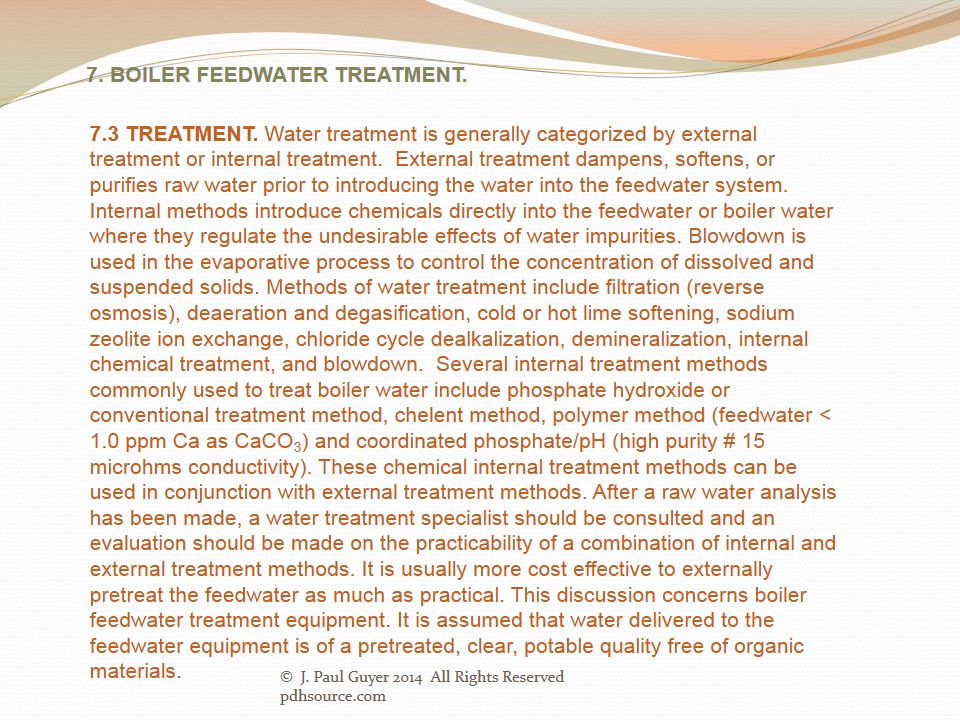 7. BOILER FEEDWATER TREATMENT.
7.3 TREATMENT. Water treatment is generally categorized by external
treatment or internal treatment.  External treatment dampens, softens, or
purifies raw water prior to introducing the water into the feedwater system.
Internal methods introduce chemicals directly into the feedwater or boiler water
where they regulate the undesirable effects of water impurities. Blowdown is
used in the evaporative process to control the concentration of dissolved and
suspended solids. Methods of water treatment include filtration (reverse
osmosis), deaeration and degasification, cold or hot lime softening, sodium
zeolite ion exchange, chloride cycle dealkalization, demineralization, internal
chemical treatment, and blowdown.  Several internal treatment methods
commonly used to treat boiler water include phosphate hydroxide or
conventional treatment method, chelent method, polymer method (feedwater <
1.0 ppm Ca as CaCO₃) and coordinated phosphate/pH (high purity # 15
microhms conductivity). These chemical internal treatment methods can be
used in conjunction with external treatment methods. After a raw water analysis
has been made, a water treatment specialist should be consulted and an
evaluation should be made on the practicability of a combination of internal and
external treatment methods. It is usually more cost effective to externally
pretreat the feedwater as much as practical. This discussion concerns boiler
feedwater treatment equipment. It is assumed that water delivered to the
feedwater equipment is of a pretreated, clear, potable quality free of organic
materials.
© J. Paul Guyer 2014  All Rights Reserved
pdhsource.com